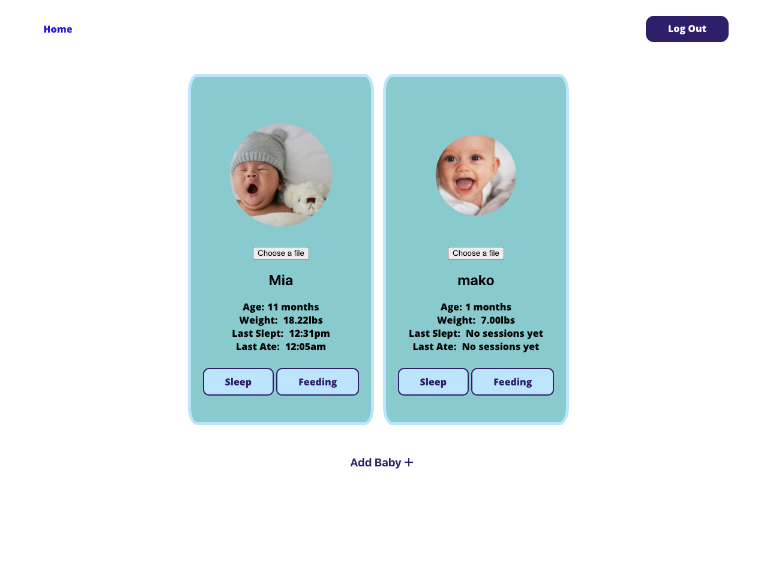 Home
Log Out
Choose a file
Mia
Age: 11 months
Weight: 18.22lbs
Last Slept: 12:31pm
Last Ate: 12:05am
Sleep
Feeding
Choose a file
mako
Age: 1 months
Weight: 7.00lbs
Last Slept: No sessions yet
Last Ate: No sessions yet
Sleep
Feeding
Add Baby +